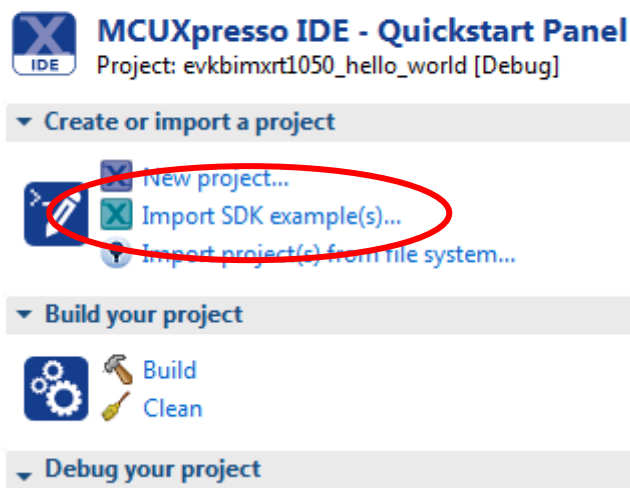 MCUXpresso IDE - Quickstart Panel
IDE
Project: evkbimxrt1050_hello_world [Debug]
Create or import a project
New project...
Import SDK example(s)...
Import project(s) from file system...
Build your project
Build
Clean
Debug your project